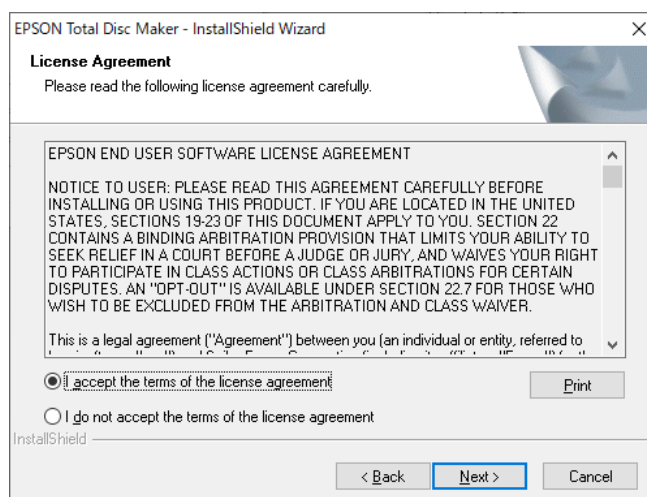 EPSON Total Disc Maker - InstallShield Wizard
License Agreement
Please read the following license agreement carefully.
EPSON END USER SOFTWARE LICENSE AGREEMENT
NOTICE TO USER: PLEASE READ THIS AGREEMENT CAREFULLY BEFORE
INSTALLING OR USING THIS PRODUCT. IF YOU ARE LOCATED IN THE UNITED
STATES, SECTIONS 19-23 OF THIS DOCUMENT APPLY TO YOU. SECTION 22
CONTAINS A BINDING ARBITRATION PROVISION THAT LIMITS YOUR ABILITY TO
SEEK RELIEF IN A COURT BEFORE A JUDGE OR JURY, AND WAIVES YOUR RIGHT
TO PARTICIPATE IN CLASS ACTIONS OR CLASS ARBITRATIONS FOR CERTAIN
DISPUTES. AN "OPT-OUT" IS AVAILABLE UNDER SECTION 22.7 FOR THOSE WHO
WISH TO BE EXCLUDED FROM THE ARBITRATION AND CLASS WAIVER.
This is a legal agreement ("Agreement") between you (an individual or entity, referred to
I accept the terms of the license agreement
Print
I do not accept the terms of the license agreement
InstallShield
< Back
Next >
Cancel